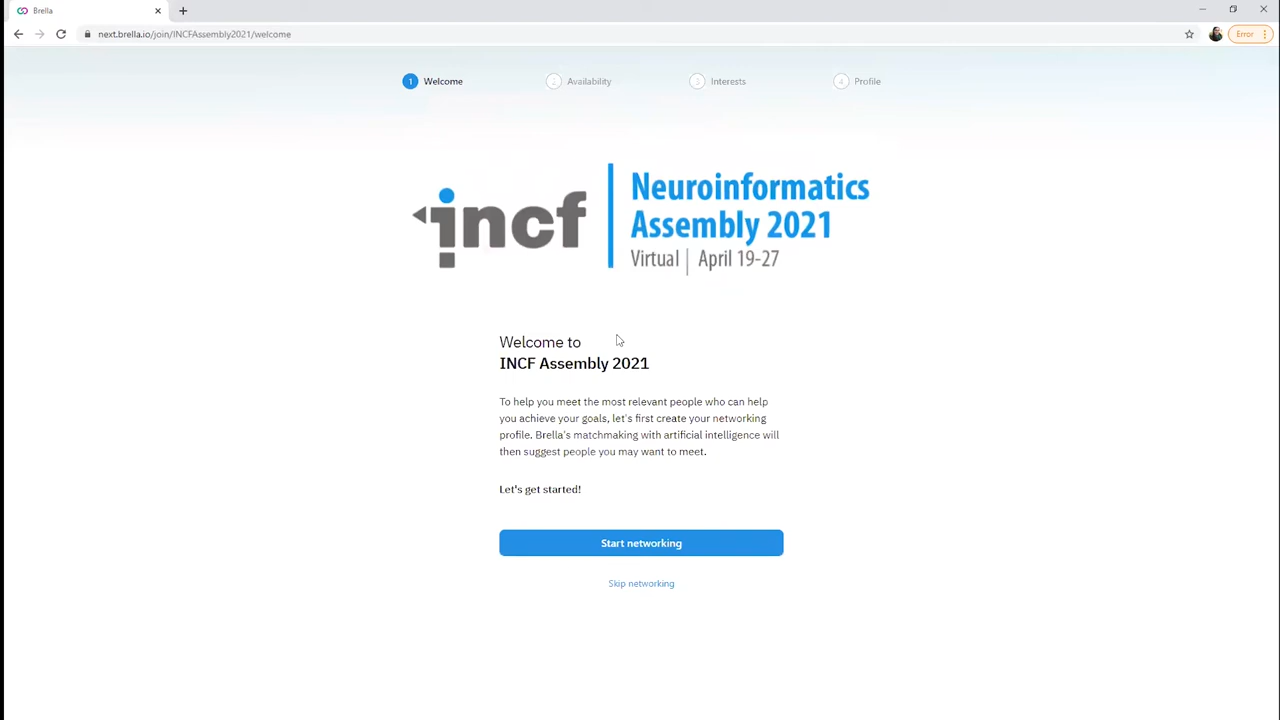 Brella
next.brella.io/join/INCFAssembly2021/welcome
Error
1 Welcome
2 Availability
3 Interests
4 Profile
incf
Neuroinformatics
Assembly 2021
Virtual | April 19-27
Welcome to
INCF Assembly 2021
To help you meet the most relevant people who can help
you achieve your goals, let's first create your networking
profile. Brella's matchmaking with artificial intelligence will
then suggest people you may want to meet.
Let's get started!
Start networking
Skip networking